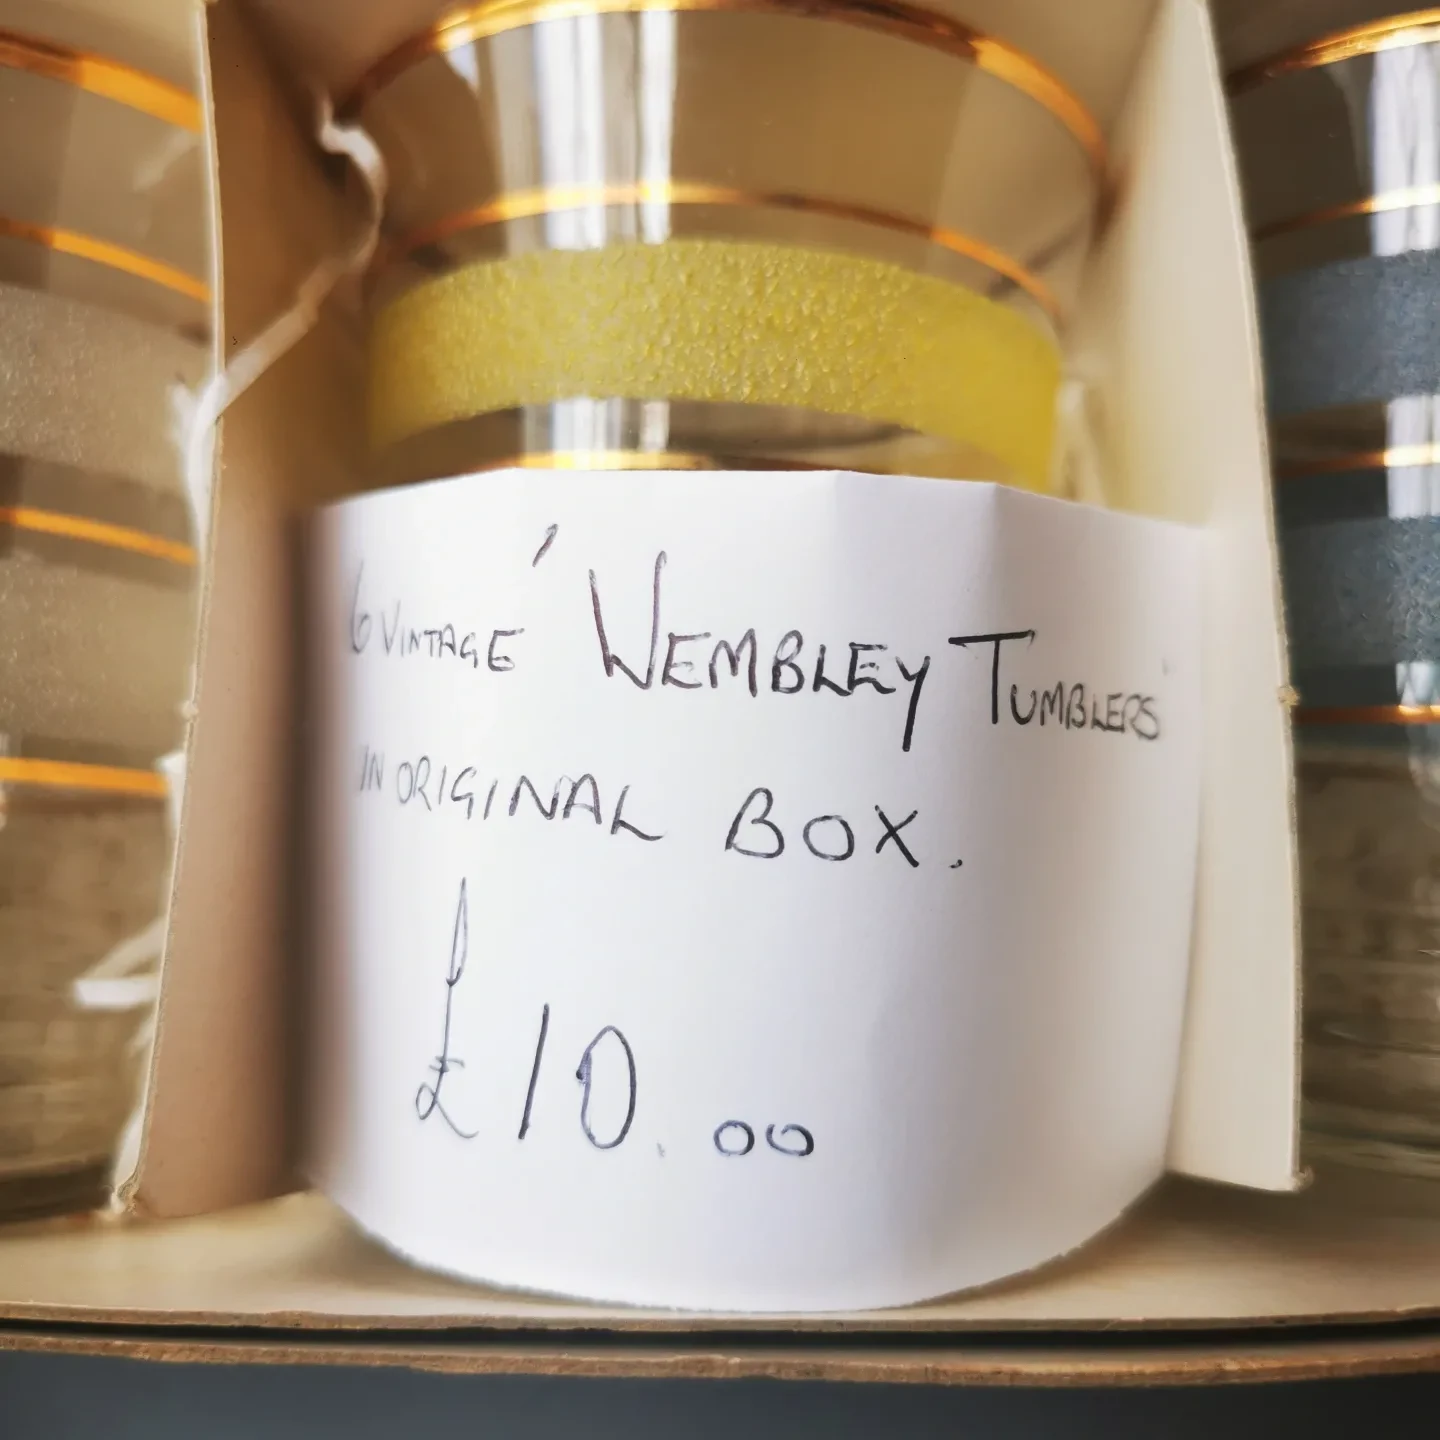 6 VINTAGE 'WEMBLEY TUMBLERS'
IN ORIGINAL BOX.
£10.00